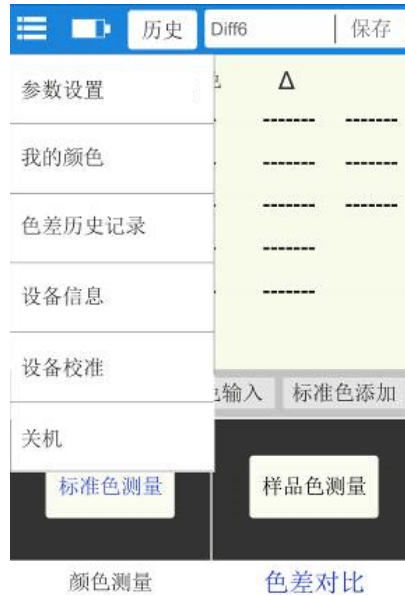 历史 Diff6 保存
参数设置
Δ
------- -------
我的颜色
------- -------
------- -------
色差历史记录
-------
设备信息
-------
设备校准
输入 标准色添加
关机
标准色测量 样品色测量
颜色测量 色差对比